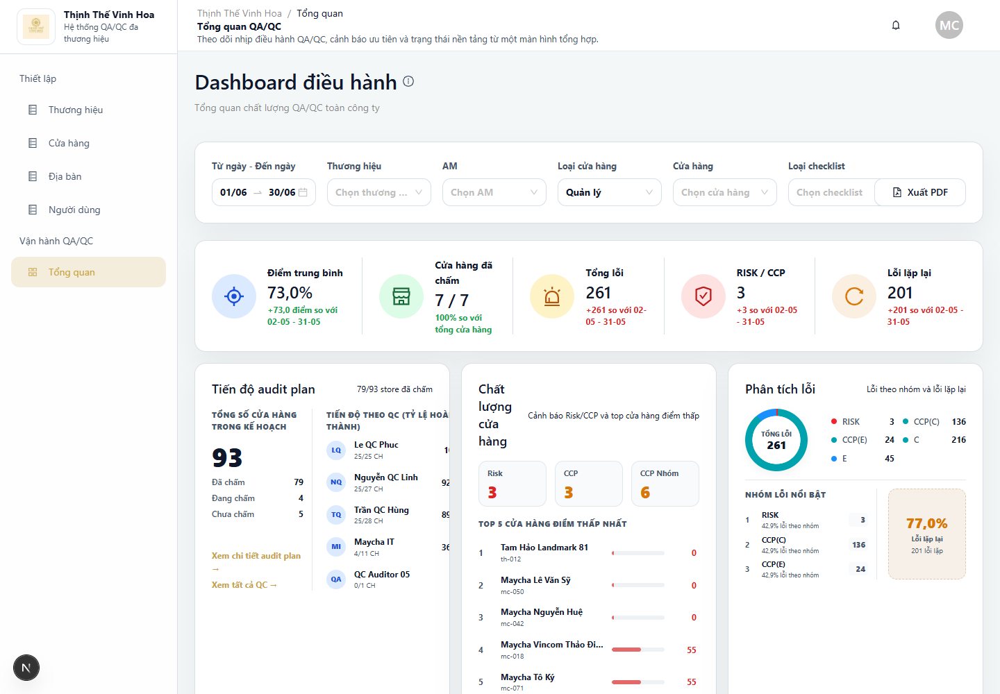 Thịnh Thế Vinh Hoa
Hệ thống QA/QC đa
thương hiệu
Thịnh Thế Vinh Hoa / Tổng quan
Tổng quan QA/QC
Theo dõi nhịp điều hành QA/QC, cảnh báo ưu tiên và trạng thái nền tảng từ một màn hình tổng hợp.
MC
Thiết lập
Thương hiệu
Cửa hàng
Địa bàn
Người dùng
Vận hành QA/QC
Tổng quan
N
Dashboard điều hành
Tổng quan chất lượng QA/QC toàn công ty
Từ ngày - Đến ngày
Thương hiệu
AM
Loại cửa hàng
Cửa hàng
Loại checklist
01/06 → 30/06
Chọn thương ...
Chọn AM
Quản lý
Chọn cửa hàng
Chọn checklist
Xuất PDF
Điểm trung bình
73,0%
+73,0 điểm so với
02-05 - 31-05
Cửa hàng đã
chấm
7 / 7
100% so với
tổng cửa hàng
Tổng lỗi
261
+261 so với 02-
05 - 31-05
RISK / CCP
3
+3 so với 02-05
- 31-05
Lỗi lặp lại
201
+201 so với 02-05 -
31-05
Tiến độ audit plan
79/93 store đã chấm
TỔNG SỐ CỬA HÀNG
TRONG KẾ HOẠCH
93
Đã chấm 79
Đang chấm 4
Chưa chấm 5
Xem chi tiết audit plan
→
Xem tất cả QC →
TIẾN ĐỘ THEO QC (TỶ LỆ HOÀ
THÀNH)
LQ Le QC Phuc
25/25 CH
NQ Nguyễn QC Linh 92
25/27 CH
TQ Trần QC Hùng 89
25/28 CH
MI Maycha IT 36
4/11 CH
QA QC Auditor 05
0/1 CH
Chất
lượng
cửa
hàng
Cảnh báo Risk/CCP và top cửa hàng điểm thấp
Risk
3
CCP
3
CCP Nhóm
6
TOP 5 CỬA HÀNG ĐIỂM THẤP NHẤT
1 Tam Hảo Landmark 81 0
th-012
2 Maycha Lê Văn Sỹ 0
mc-050
3 Maycha Nguyễn Huệ 0
mc-042
4 Maycha Vincom Thảo Đi... 55
mc-018
5 Maycha Tô Ký 55
mc-071
Phân tích lỗi
Lỗi theo nhóm và lỗi lặp lại
TỔNG LỖI
261
RISK 3
CCP(C) 136
CCP(E) 24
C 216
E 45
NHÓM LỖI NỔI BẬT
1 RISK 3
42,9% lỗi theo nhóm
2 CCP(C) 136
42,9% lỗi theo nhóm
3 CCP(E) 24
42,9% lỗi theo nhóm
77,0%
Lỗi lặp lại
201 lỗi lặp